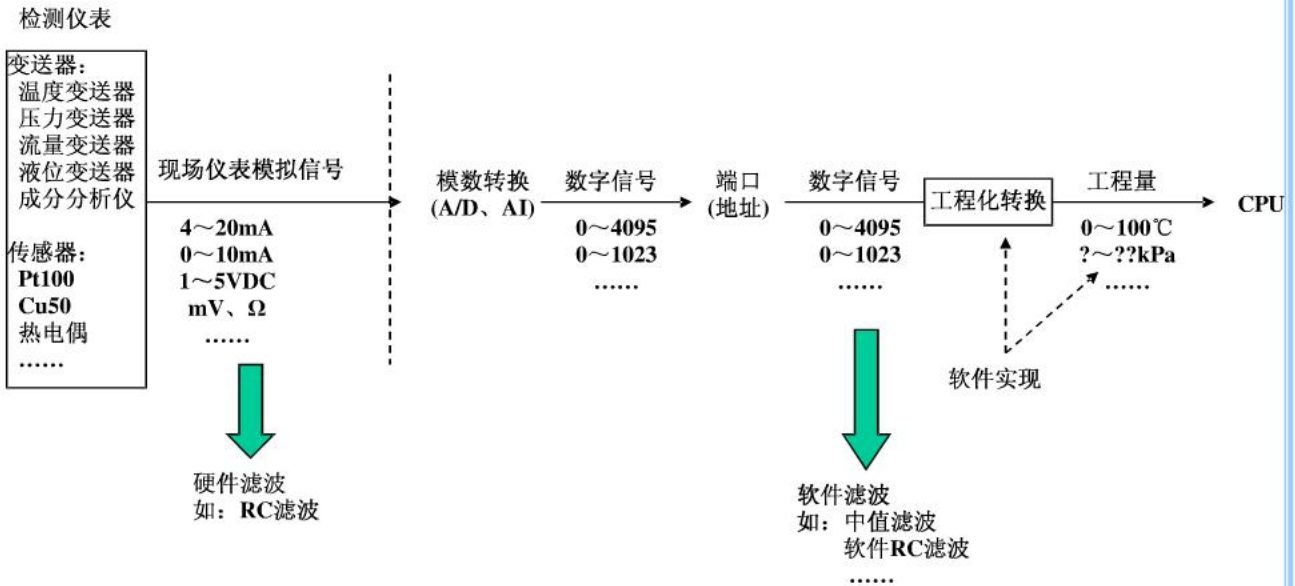 检测仪表
变送器：
温度变送器
压力变送器
流量变送器
液位变送器
成分分析仪
传感器：
Pt100
Cu50
热电偶
……
现场仪表模拟信号
4～20mA
0～10mA
1～5VDC
mV、Ω
……
硬件滤波
如：RC滤波
模数转换
(A/D、AI)
数字信号
0～4095
0～1023
……
端口
(地址)
数字信号
0～4095
0～1023
……
软件滤波
如：中值滤波
软件RC滤波
……
工程化转换
工程量
0～100℃
?～??kPa
……
软件实现
CPU